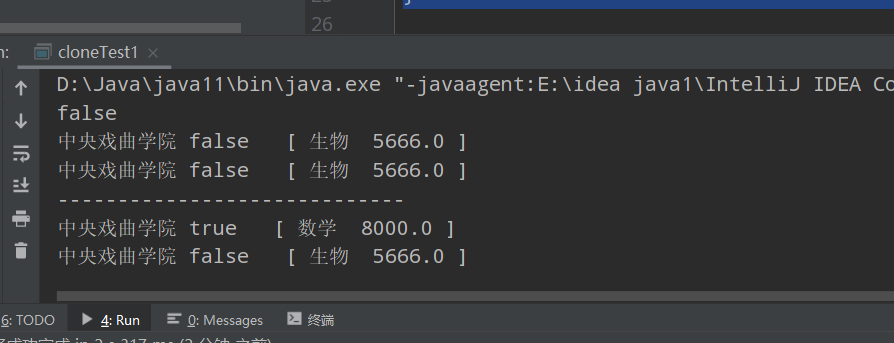 26
n: cloneTest1 ×
D:\Java\java11\bin\java.exe "-javaagent:E:\idea java1\IntelliJ IDEA Co
false
中央戏曲学院 false [ 生物 5666.0 ]
中央戏曲学院 false [ 生物 5666.0 ]
-----------------------------
中央戏曲学院 true [ 数学 8000.0 ]
中央戏曲学院 false [ 生物 5666.0 ]
6: TODO 4: Run 0: Messages 终端